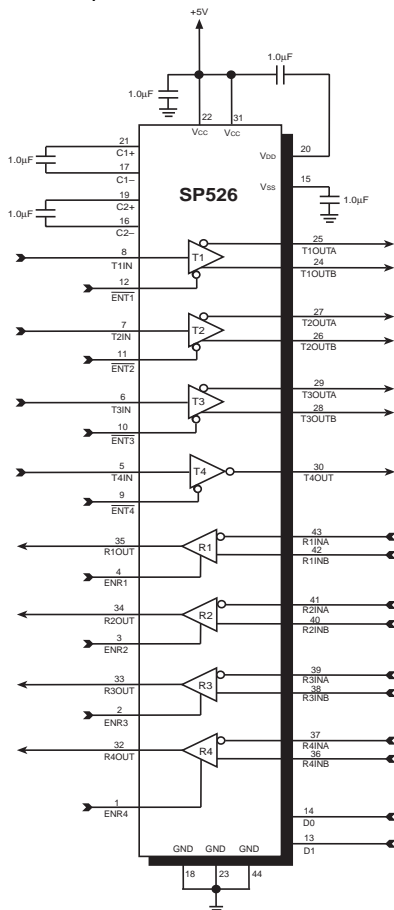 +5V
1.0µF
1.0µF
22
31
VCC
VCC
21
C1+
1.0µF
17
C1–
20
VDD
19
C2+
1.0µF
16
C2–
15
VSS
1.0µF
SP526
8
T1IN
T1
25
T1OUTA
24
T1OUTB
12
ENT1
7
T2IN
T2
27
T2OUTA
26
T2OUTB
11
ENT2
6
T3IN
T3
29
T3OUTA
28
T3OUTB
10
ENT3
5
T4IN
T4
30
T4OUT
9
ENT4
35
R1OUT
R1
43
R1INA
42
R1INB
4
ENR1
34
R2OUT
R2
41
R2INA
40
R2INB
3
ENR2
33
R3OUT
R3
39
R3INA
38
R3INB
2
ENR3
32
R4OUT
R4
37
R4INA
36
R4INB
1
ENR4
14
D0
13
D1
GND GND GND
18 23 44